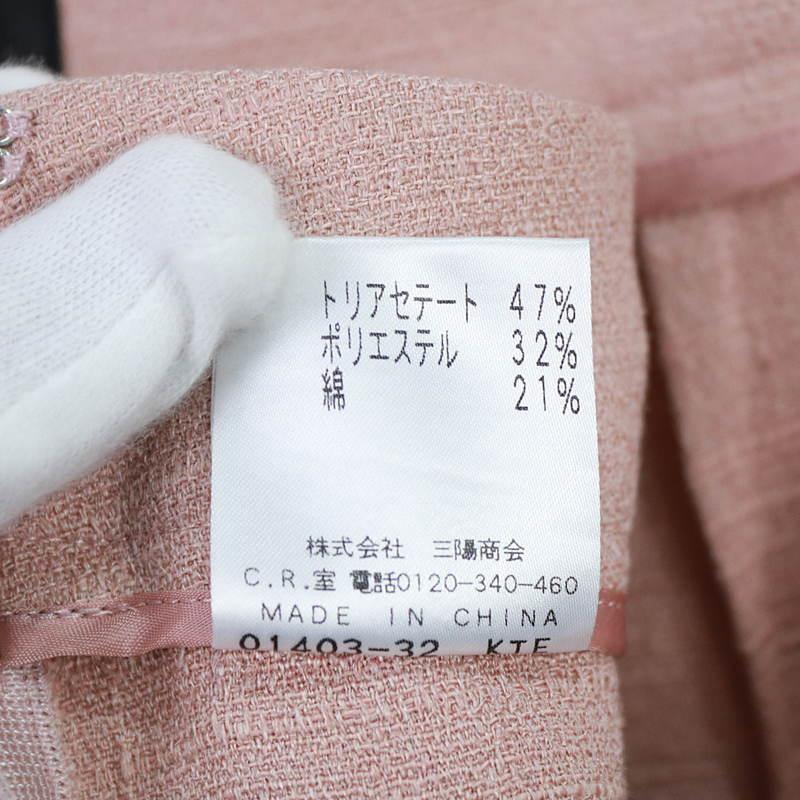 トリアセテート 47%
ポリエステル 32%
綿 21%
株式会社 三陽商会
C.R.室 電話0120-340-460
MADE IN CHINA
01403-32 KTE